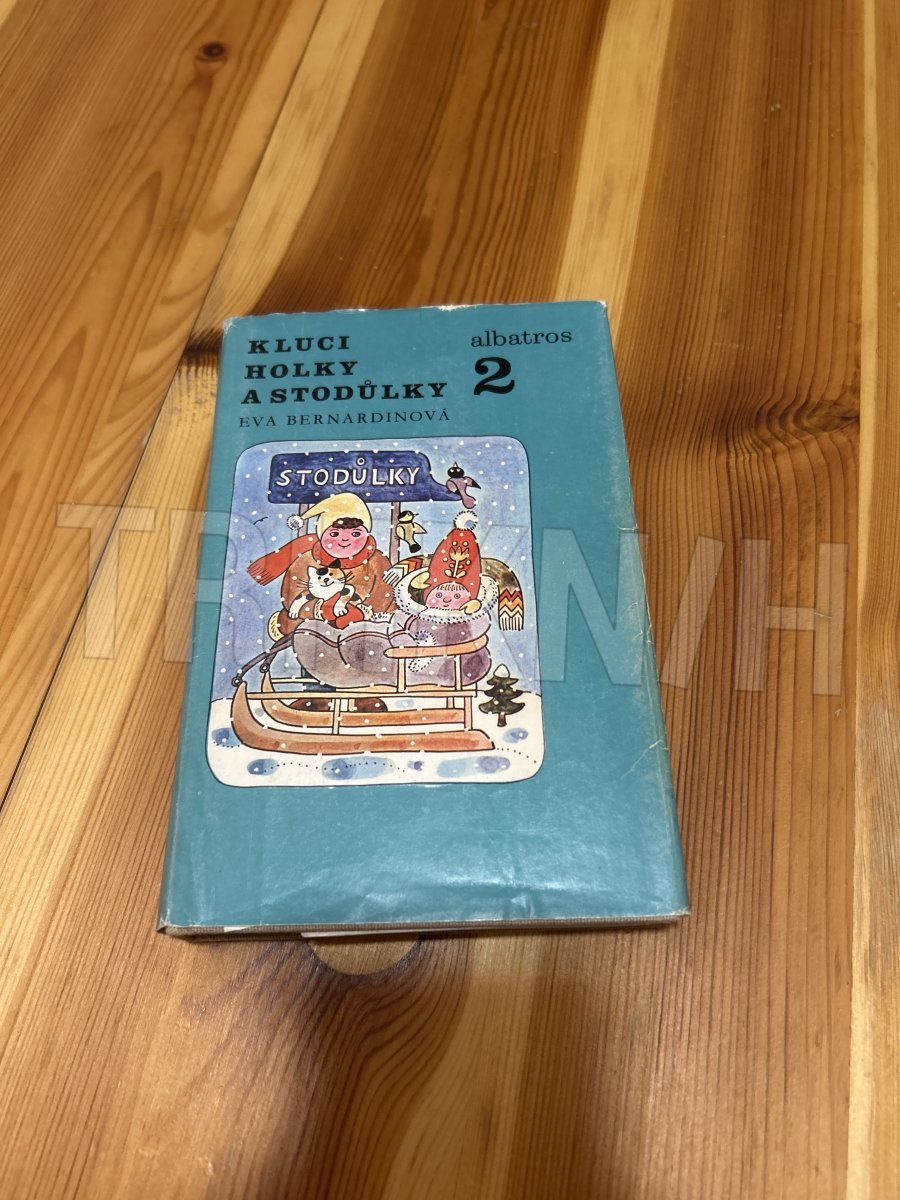 KLUCI
HOLKY
A STODŮLKY
EVA BERNARDINOVÁ
albatros
2
STODŮLKY